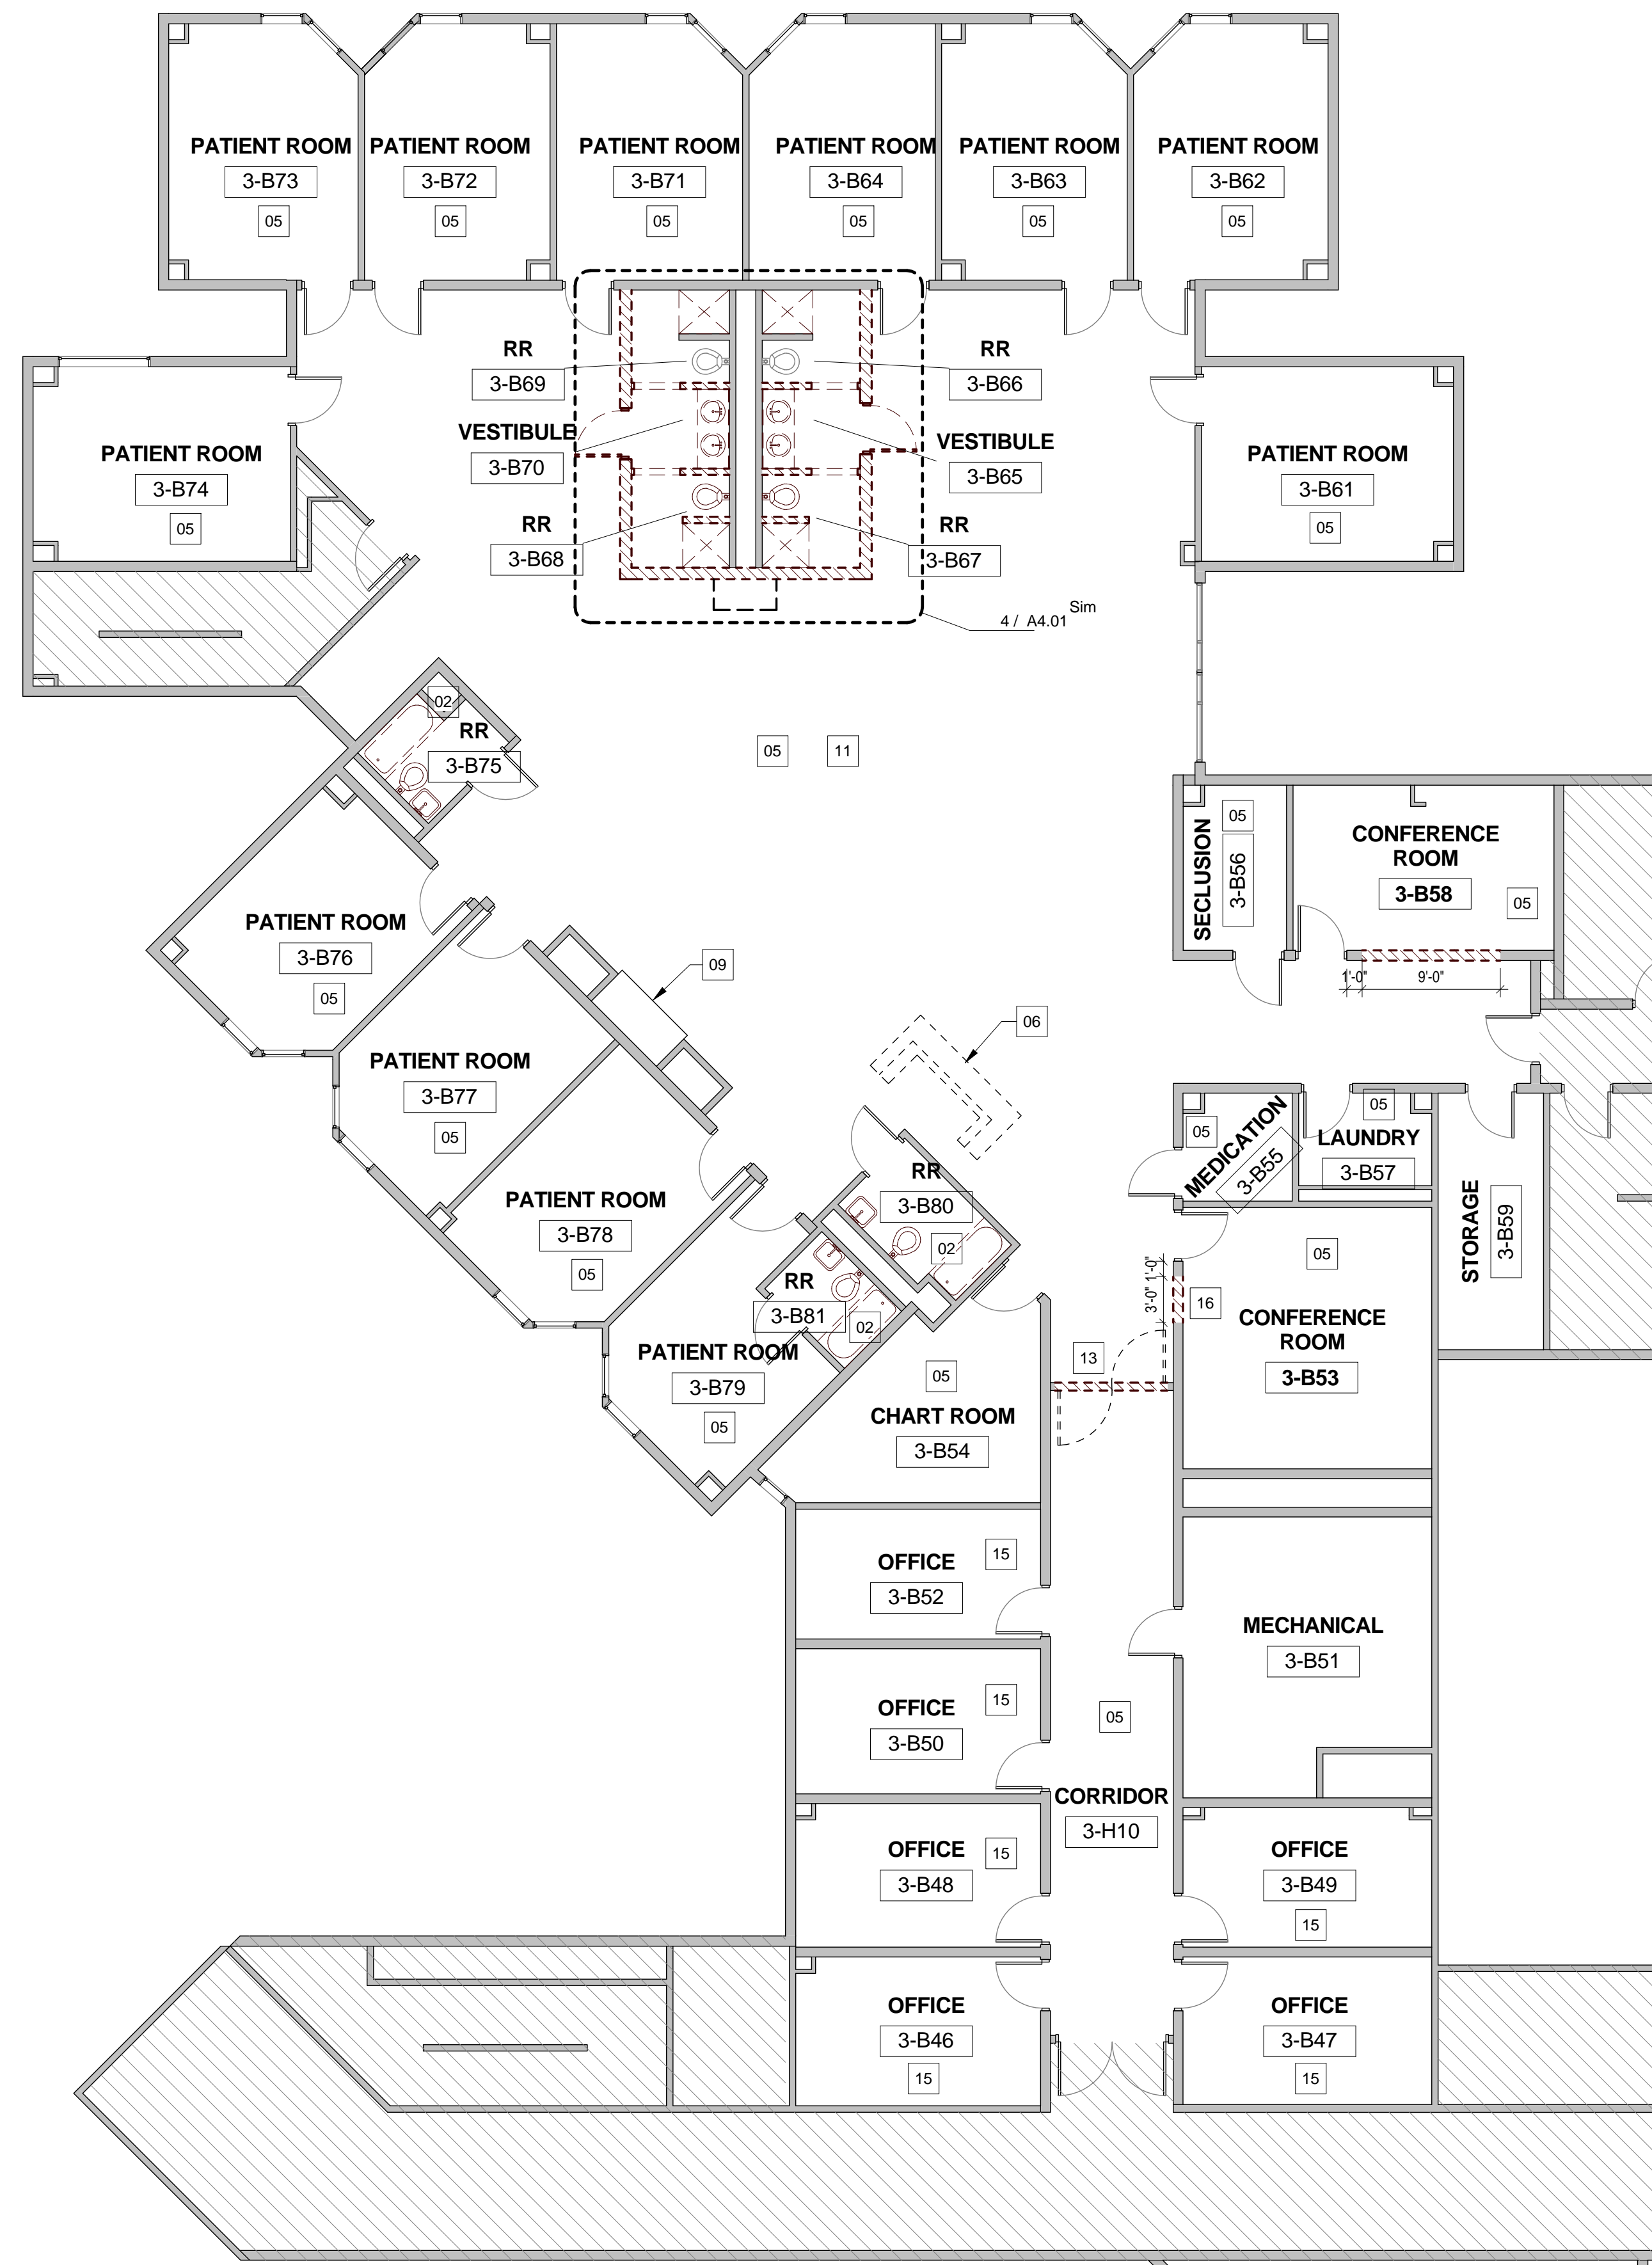 PATIENT ROOM
3-B73
05
PATIENT ROOM
3-B72
05
PATIENT ROOM
3-B71
05
PATIENT ROOM
3-B64
05
PATIENT ROOM
3-B63
05
PATIENT ROOM
3-B62
05
RR
3-B69
RR
3-B66
VESTIBULE
3-B70
VESTIBULE
3-B65
RR
3-B68
RR
3-B67
PATIENT ROOM
3-B74
05
PATIENT ROOM
3-B61
05
Sim
4 / A4.01
02
RR
3-B75
05
11
SECLUSION
3-B56
05
CONFERENCE
ROOM
3-B58
05
1'-0"
9'-0"
PATIENT ROOM
3-B76
05
09
06
PATIENT ROOM
3-B77
05
05
MEDICATION
3-B55
05
LAUNDRY
3-B57
PATIENT ROOM
3-B78
05
RR
3-B80
02
STORAGE
3-B59
RR
3-B81
02
3'-0"
1'-0"
16
05
CONFERENCE
ROOM
3-B53
PATIENT ROOM
3-B79
05
13
05
CHART ROOM
3-B54
OFFICE
3-B52
15
MECHANICAL
3-B51
OFFICE
3-B50
15
05
CORRIDOR
3-H10
OFFICE
3-B48
15
OFFICE
3-B49
15
OFFICE
3-B46
15
OFFICE
3-B47
15